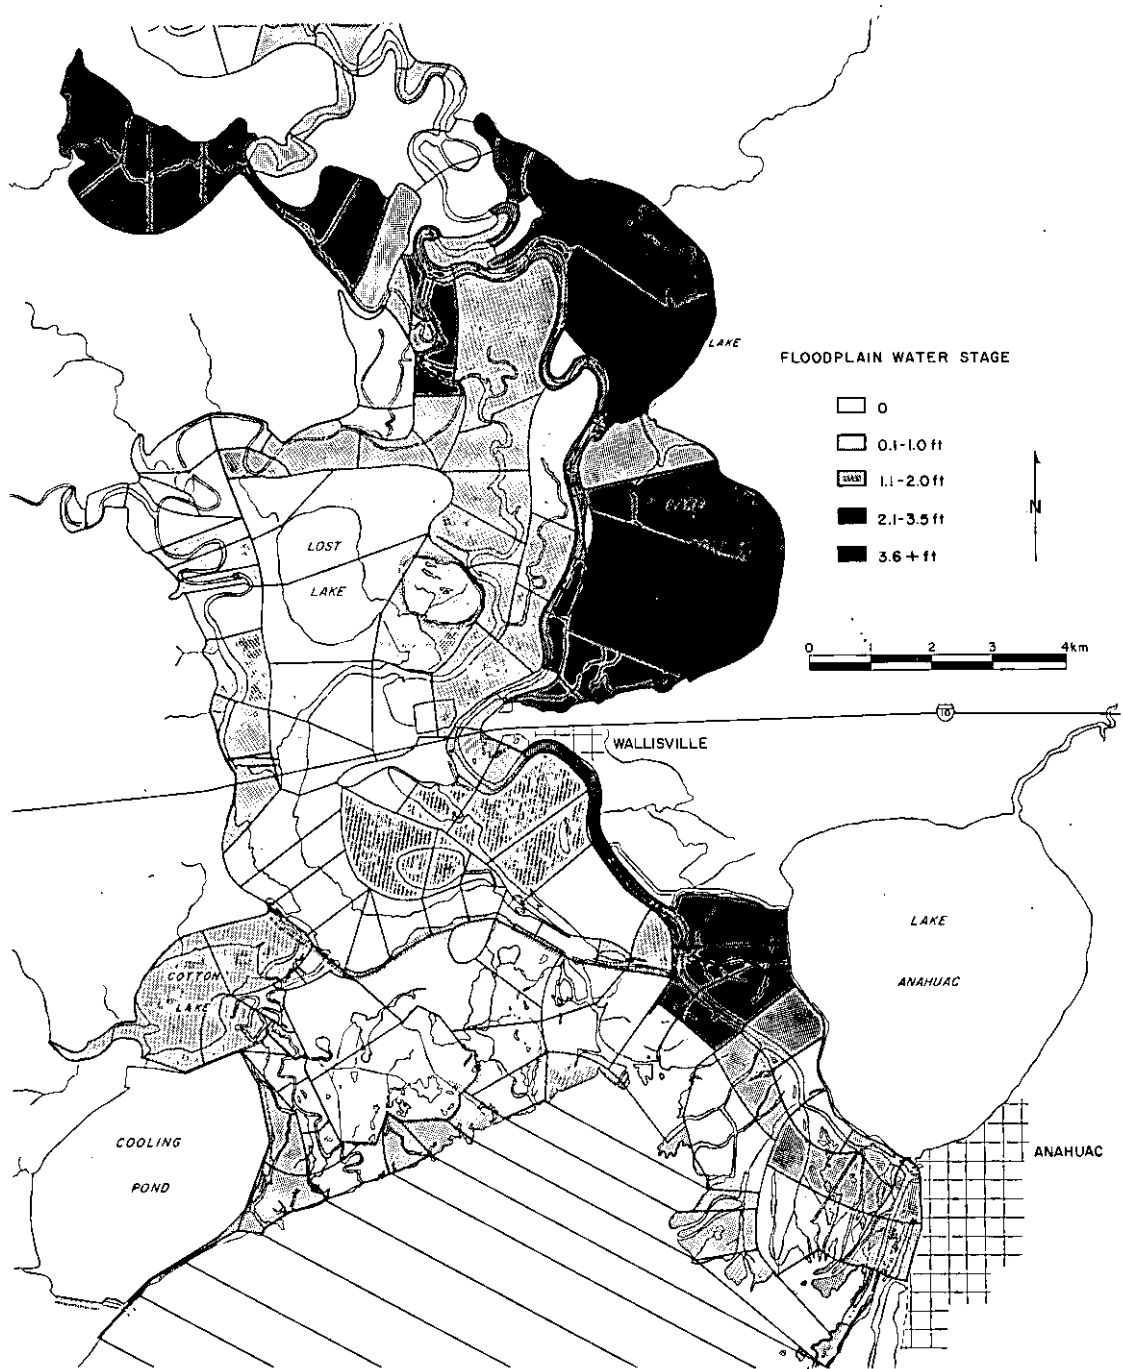 LAKE
FLOODPLAIN WATER STAGE
0
0.1-1.0 ft
1.1-2.0 ft
2.1-3.5 ft
3.6 + ft
N
LOST
LAKE
0 1 2 3 4km
10
WALLISVILLE
LAKE
ANAHUAC
COTTON
LAKE
COOLING
POND
ANAHUAC